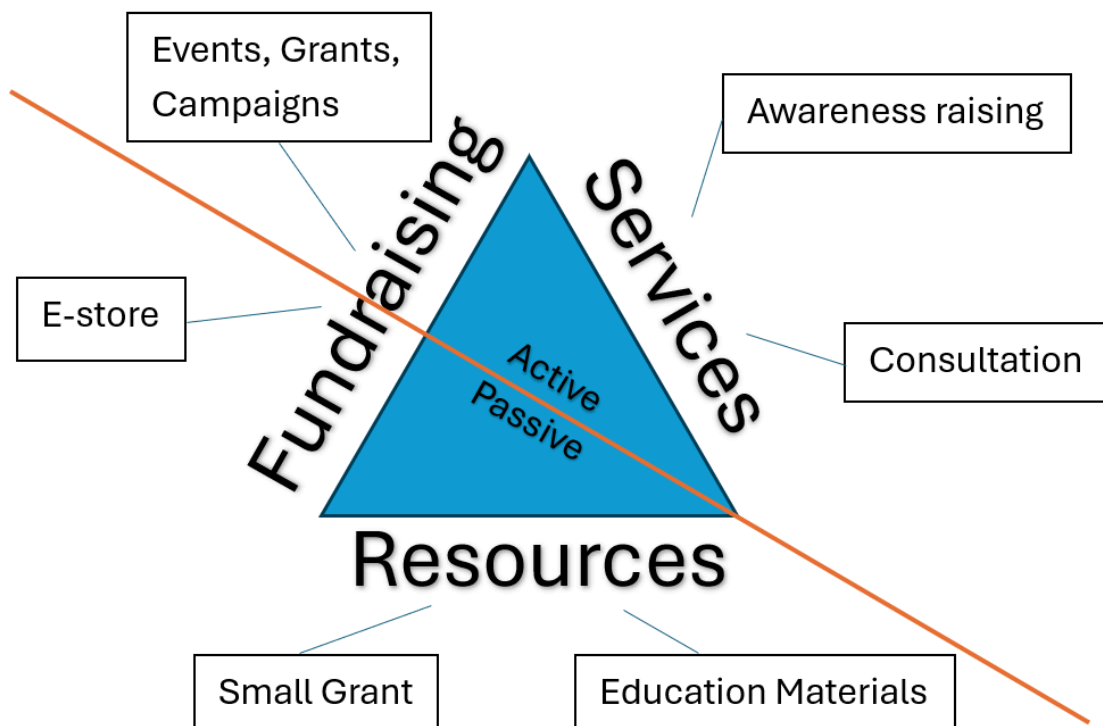 Events, Grants,
Campaigns
Awareness raising
Fundraising
Services
E-store
Consultation
Active
Passive
Resources
Small Grant
Education Materials